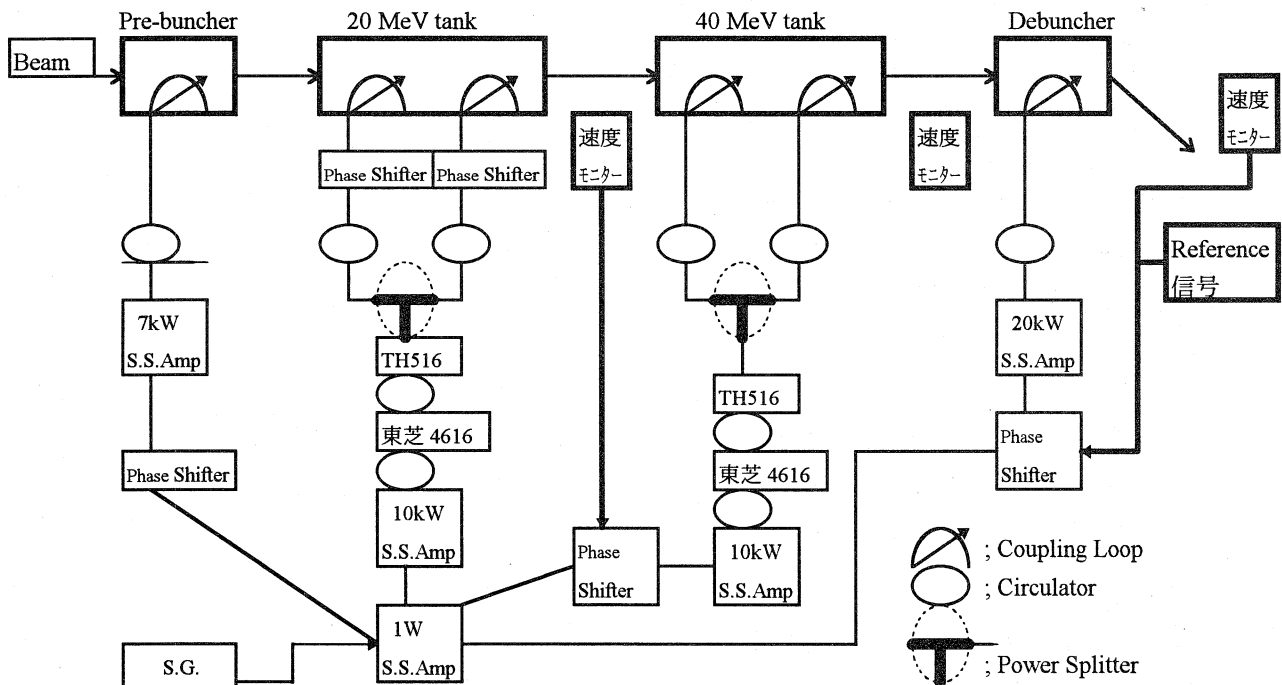 Pre-buncher
20 MeV tank
40 MeV tank
Debuncher
Beam
速度
モニター
速度
モニター
速度
モニター
Phase Shifter
Phase Shifter
Reference
信号
7kW
S.S.Amp
TH516
東芝 4616
10kW
S.S.Amp
TH516
東芝 4616
10kW
S.S.Amp
20kW
S.S.Amp
Phase
Shifter
Phase Shifter
Phase
Shifter
1W
S.S.Amp
S.G.
; Coupling Loop
; Circulator
; Power Splitter